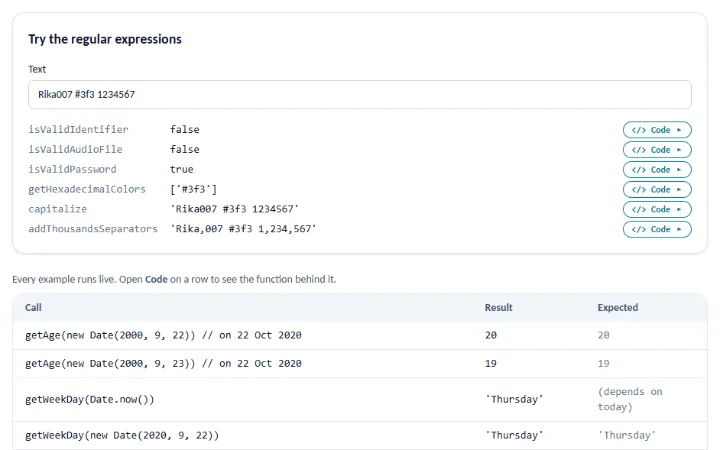 Try the regular expressions
Text
Rika007 #3f3 1234567
isValidIdentifier false </> Code ▸
isValidAudioFile false </> Code ▸
isValidPassword true </> Code ▸
getHexadecimalColors ['#3f3'] </> Code ▸
capitalize 'Rika007 #3f3 1234567' </> Code ▸
addThousandsSeparators 'Rika,007 #3f3 1,234,567' </> Code ▸
Every example runs live. Open Code on a row to see the function behind it.
Call Result Expected
getAge(new Date(2000, 9, 22)) // on 22 Oct 2020 20 20
getAge(new Date(2000, 9, 23)) // on 22 Oct 2020 19 19
getWeekDay(Date.now()) 'Thursday' (depends on
today)
getWeekDay(new Date(2020, 9, 22)) 'Thursday' 'Thursday'